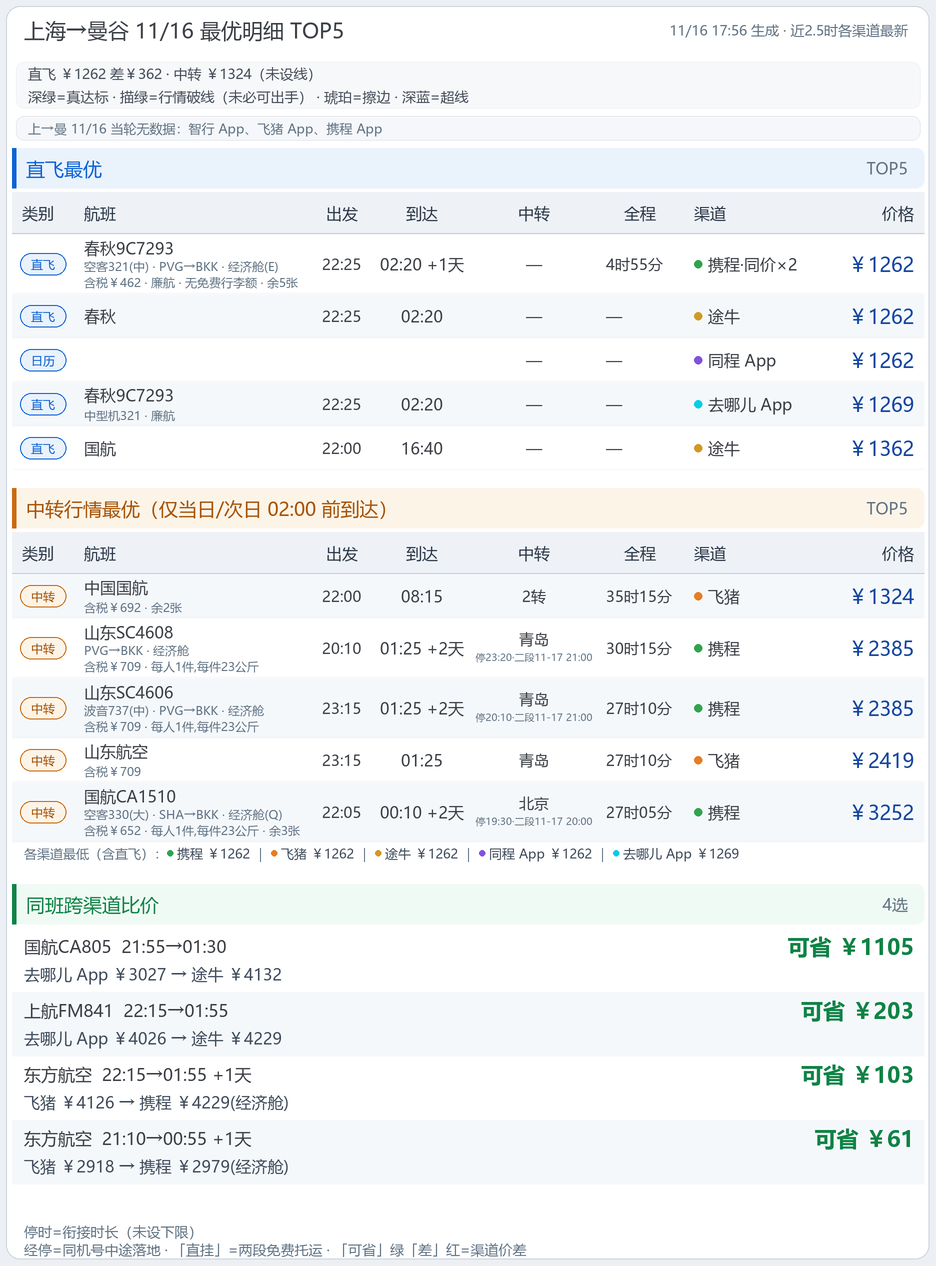 上海→曼谷 11/16 最优明细 TOP5
11/16 17:56 生成 · 近2.5时各渠道最新
直飞 ￥1262 差￥362 · 中转 ￥1324（未设线）
深绿=真达标 · 描绿=行情破线（未必可出手） · 琥珀=擦边 · 深蓝=超线
上→曼 11/16 当轮无数据：智行 App、飞猪 App、携程 App
直飞最优 TOP5
类别 航班 出发 到达 中转 全程 渠道 价格
直飞 春秋9C7293 22:25 02:20 +1天 — 4时55分 携程·同价×2 ￥1262
空客321(中) · PVG→BKK · 经济舱(E)
含税￥462 · 廉航 · 无免费行李额 · 余5张
直飞 春秋 22:25 02:20 — — 途牛 ￥1262
日历 — — 同程 App ￥1262
直飞 春秋9C7293 22:25 02:20 — — 去哪儿 App ￥1269
中型机321 · 廉航
直飞 国航 22:00 16:40 — — 途牛 ￥1362
中转行情最优（仅当日/次日 02:00 前到达） TOP5
类别 航班 出发 到达 中转 全程 渠道 价格
中转 中国国航 22:00 08:15 2转 35时15分 飞猪 ￥1324
含税￥692 · 余2张
中转 山东SC4608 20:10 01:25 +2天 青岛 30时15分 携程 ￥2385
PVG→BKK · 经济舱 停23:20·二段11-17 21:00
含税￥709 · 每人1件,每件23公斤
中转 山东SC4606 23:15 01:25 +2天 青岛 27时10分 携程 ￥2385
波音737(中) · PVG→BKK · 经济舱 停20:10·二段11-17 21:00
含税￥709 · 每人1件,每件23公斤
中转 山东航空 23:15 01:25 青岛 27时10分 飞猪 ￥2419
含税￥709
中转 国航CA1510 22:05 00:10 +2天 北京 27时05分 携程 ￥3252
空客330(大) · SHA→BKK · 经济舱(Q) 停19:30·二段11-17 20:00
含税￥652 · 每人1件,每件23公斤 · 余3张
各渠道最低（含直飞）: 携程 ￥1262 | 飞猪 ￥1262 | 途牛 ￥1262 | 同程 App ￥1262 | 去哪儿 App ￥1269
同班跨渠道比价 4选
国航CA805 21:55→01:30 可省 ￥1105
去哪儿 App ￥3027 → 途牛 ￥4132
上航FM841 22:15→01:55 可省 ￥203
去哪儿 App ￥4026 → 途牛 ￥4229
东方航空 22:15→01:55 +1天 可省 ￥103
飞猪 ￥4126 → 携程 ￥4229(经济舱)
东方航空 21:10→00:55 +1天 可省 ￥61
飞猪 ￥2918 → 携程 ￥2979(经济舱)
停时=衔接时长（未设下限）
经停=同机号中途落地 · 「直挂」=两段免费托运 · 「可省」绿「差」红=渠道价差